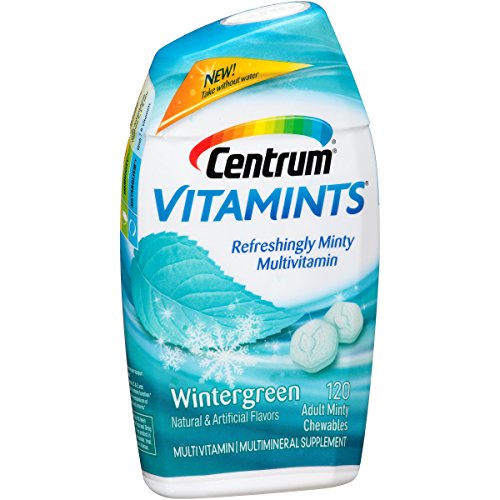 NEW!
Take without water
Centrum®
VITAMINTS®
Refreshingly Minty
Multivitamin
Wintergreen
Natural & Artificial Flavors
120
Adult Minty
Chewables
MULTIVITAMIN | MULTIMINERAL SUPPLEMENT